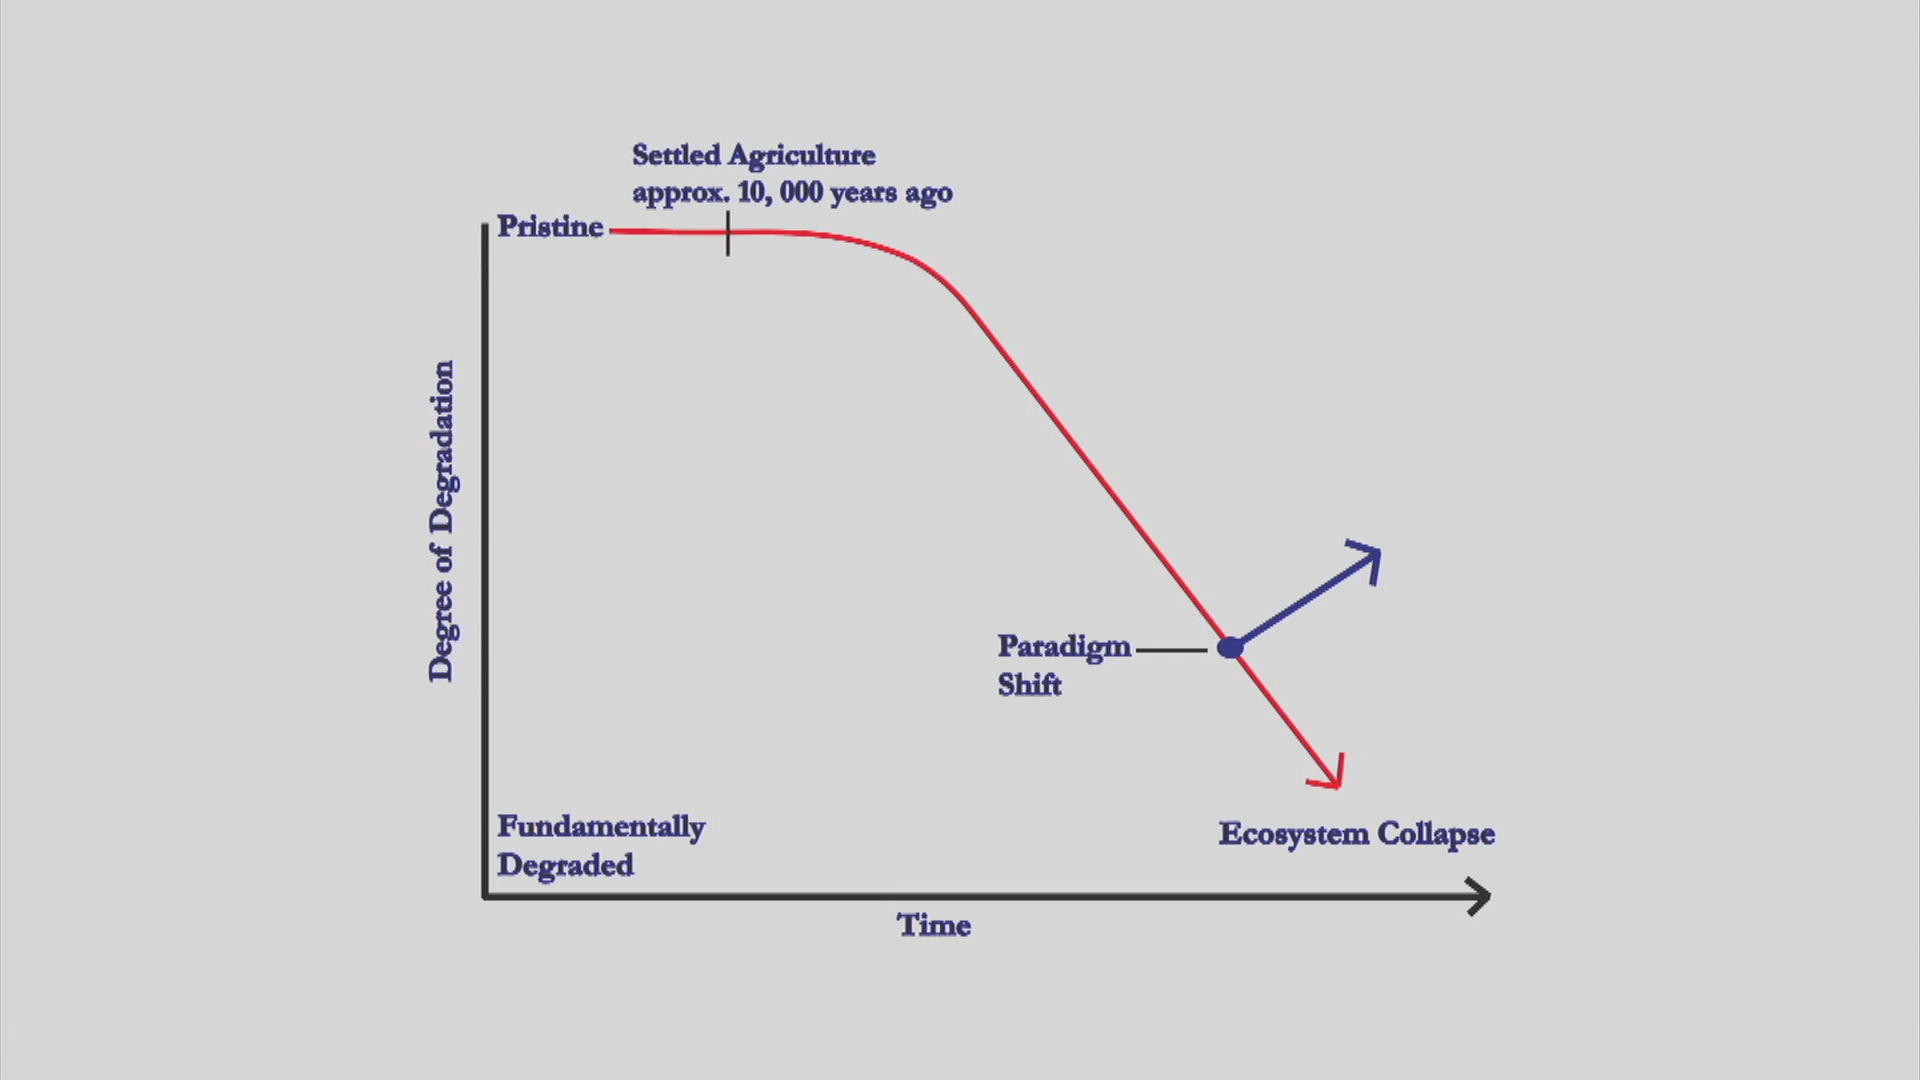 Settled Agriculture
approx. 10, 000 years ago
Pristine
Degree of Degradation
Paradigm
Shift
Fundamentally
Degraded
Ecosystem Collapse
Time